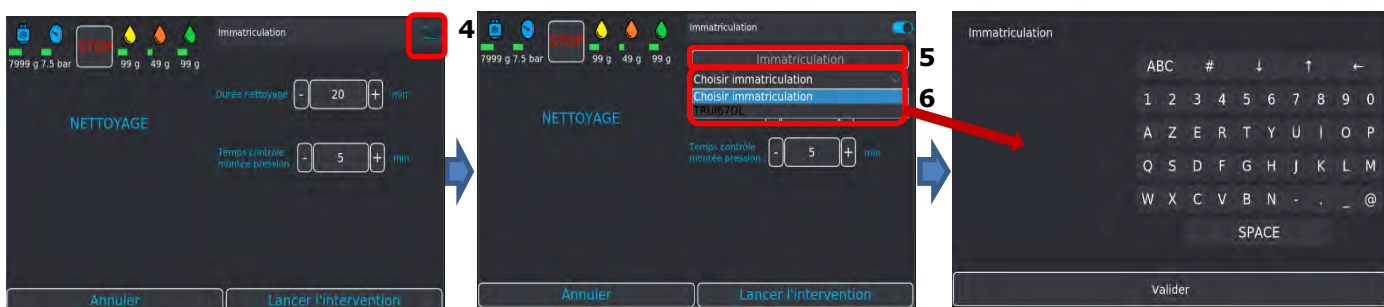 Immatriculation
STOP
7999 g 7.5 bar 99 g 49 g 99 g
Durée nettoyage - 20 + min
NETTOYAGE
Temps contrôle
montée pression - 5 + min
Annuler Lancer l'intervention
4
Immatriculation
STOP
7999 g 7.5 bar 99 g 49 g 99 g
Immatriculation
5
Choisir immatriculation
Choisir immatriculation
6
NETTOYAGE
Temps contrôle
montée pression - 5 + min
Annuler Lancer l'intervention
Immatriculation
ABC # ↓ ↑ ←
1 2 3 4 5 6 7 8 9 0
A Z E R T Y U I O P
Q S D F G H J K L M
W X C V B N - . _ @
SPACE
Valider